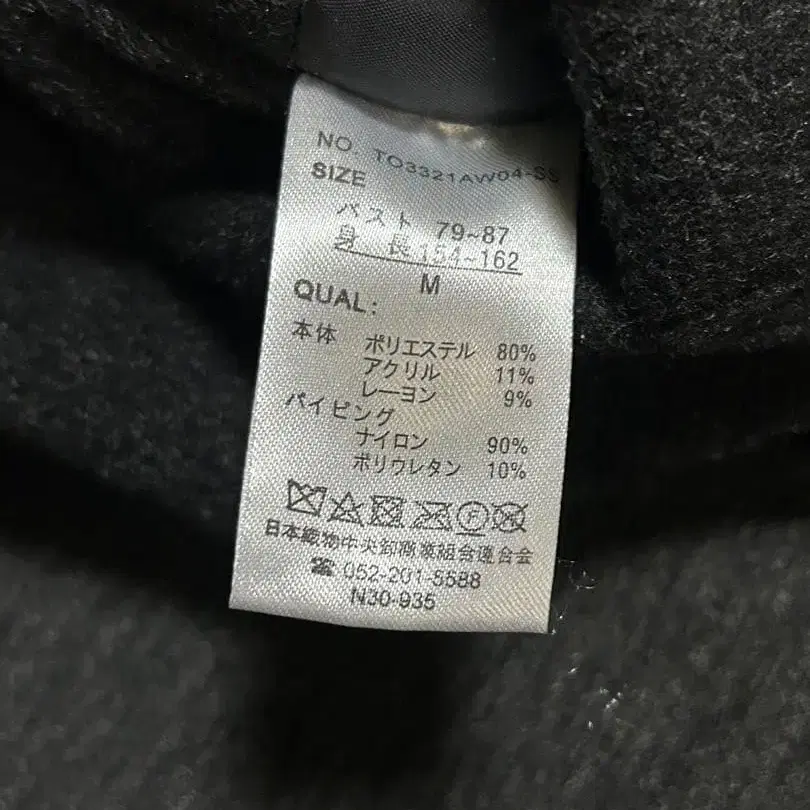 NO. TO3321AW04-SS
SIZE
バスト 79~87
身 長 154~162
M
QUAL:
本体 ポリエステル 80%
アクリル 11%
レーヨン 9%
パイピング
ナイロン 90%
ポリウレタン 10%
日本織物中央卸商業組合連合会
☎ 052-201-5588
N30-935